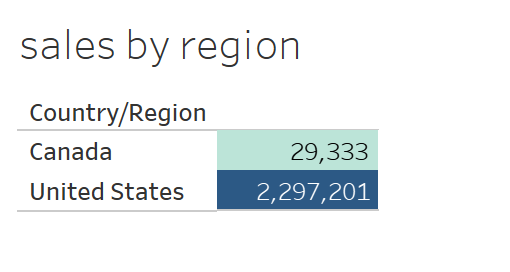 sales by region
Country/Region
Canada 29,333
United States 2,297,201